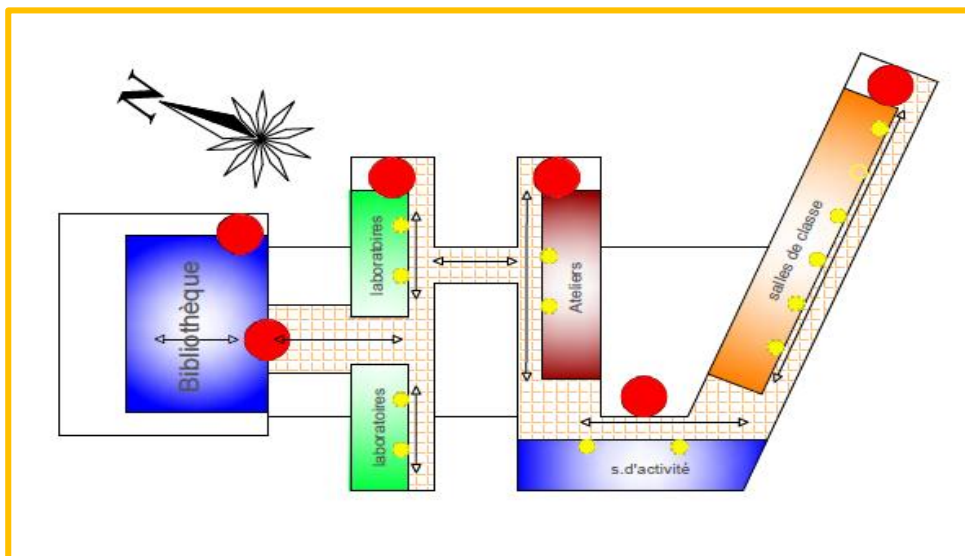 N
laboratoires
Bibliothèque
Ateliers
salles de classe
laboratoires
s.d'activité